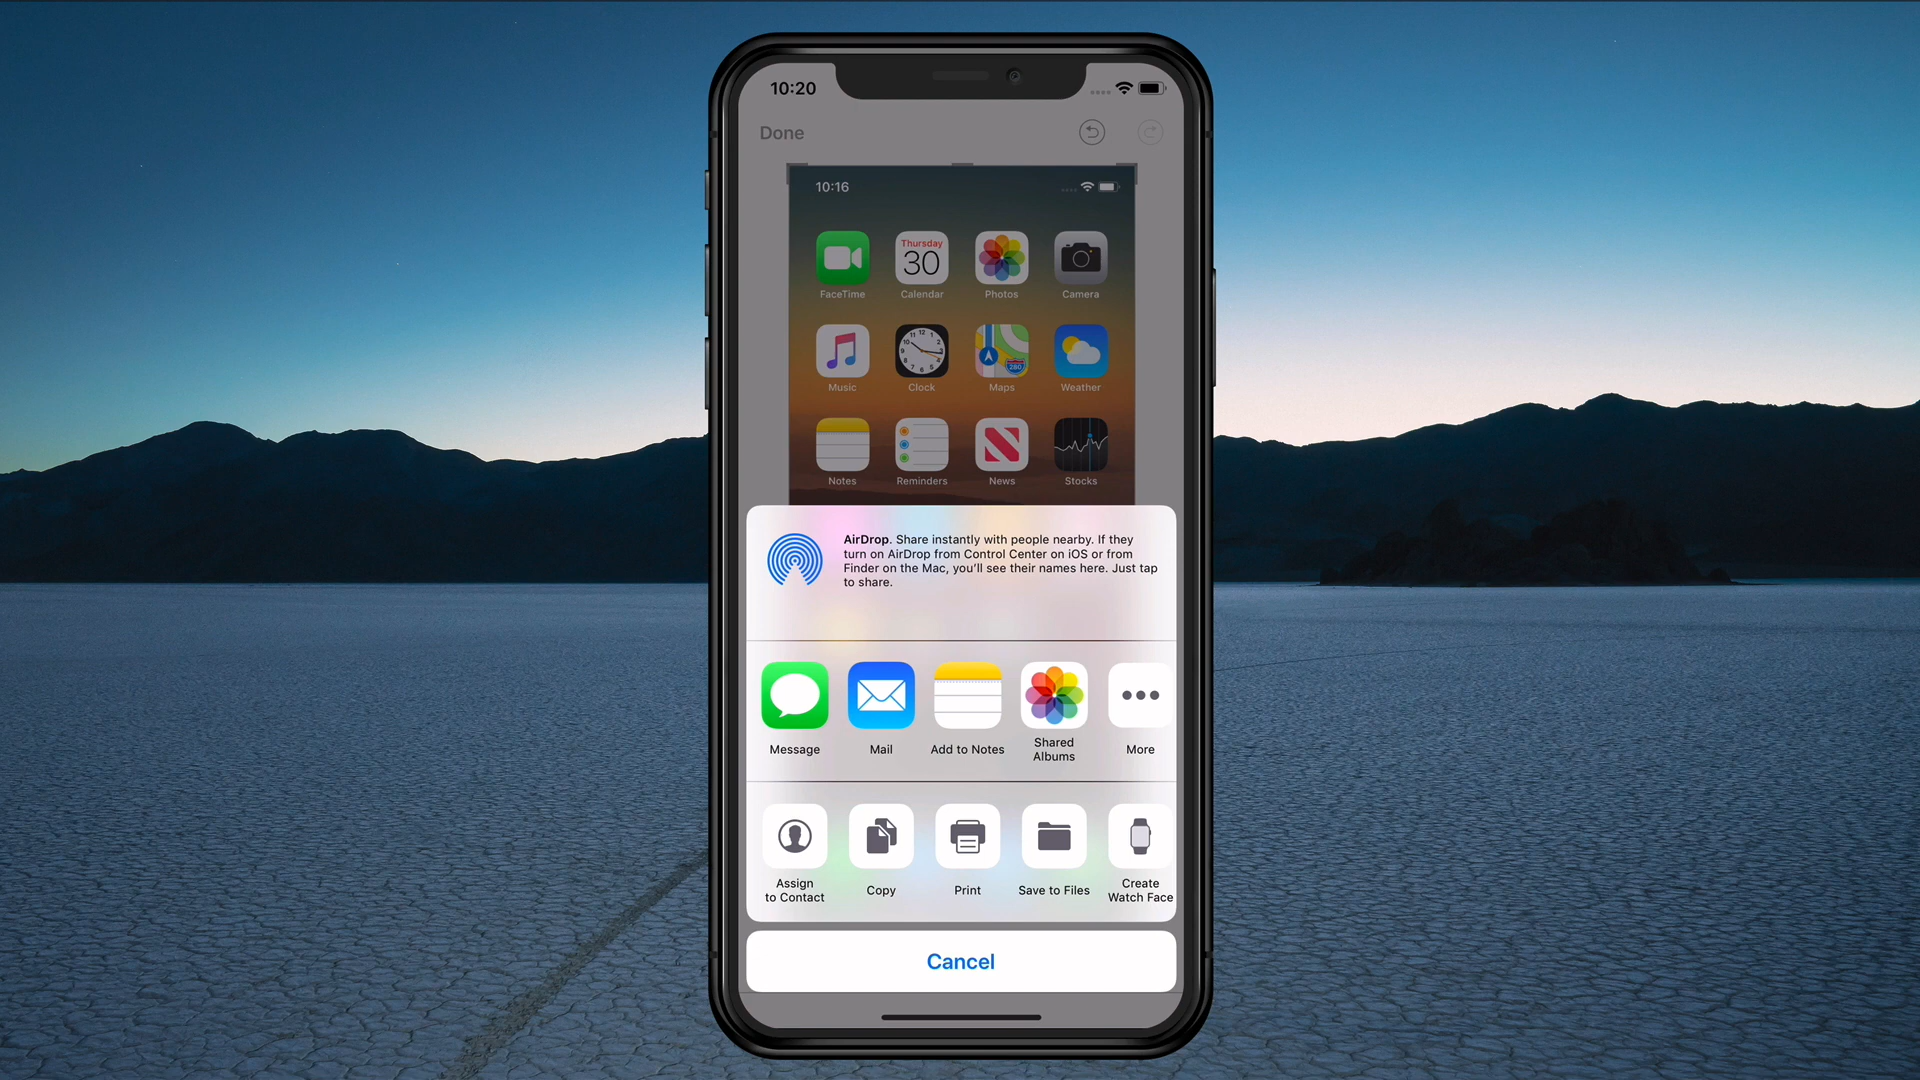 10:20
Done
10:16
Thursday
30
FaceTime
Calendar
Photos
Camera
Music
Clock
280
Maps
Weather
Notes
Reminders
News
Stocks
AirDrop. Share instantly with people nearby. If they
turn on AirDrop from Control Center on iOS or from
Finder on the Mac, you'll see their names here. Just tap
to share.
Message
Mail
Add to Notes
Shared
Albums
More
Assign
to Contact
Copy
Print
Save to Files
Create
Watch Face
Cancel